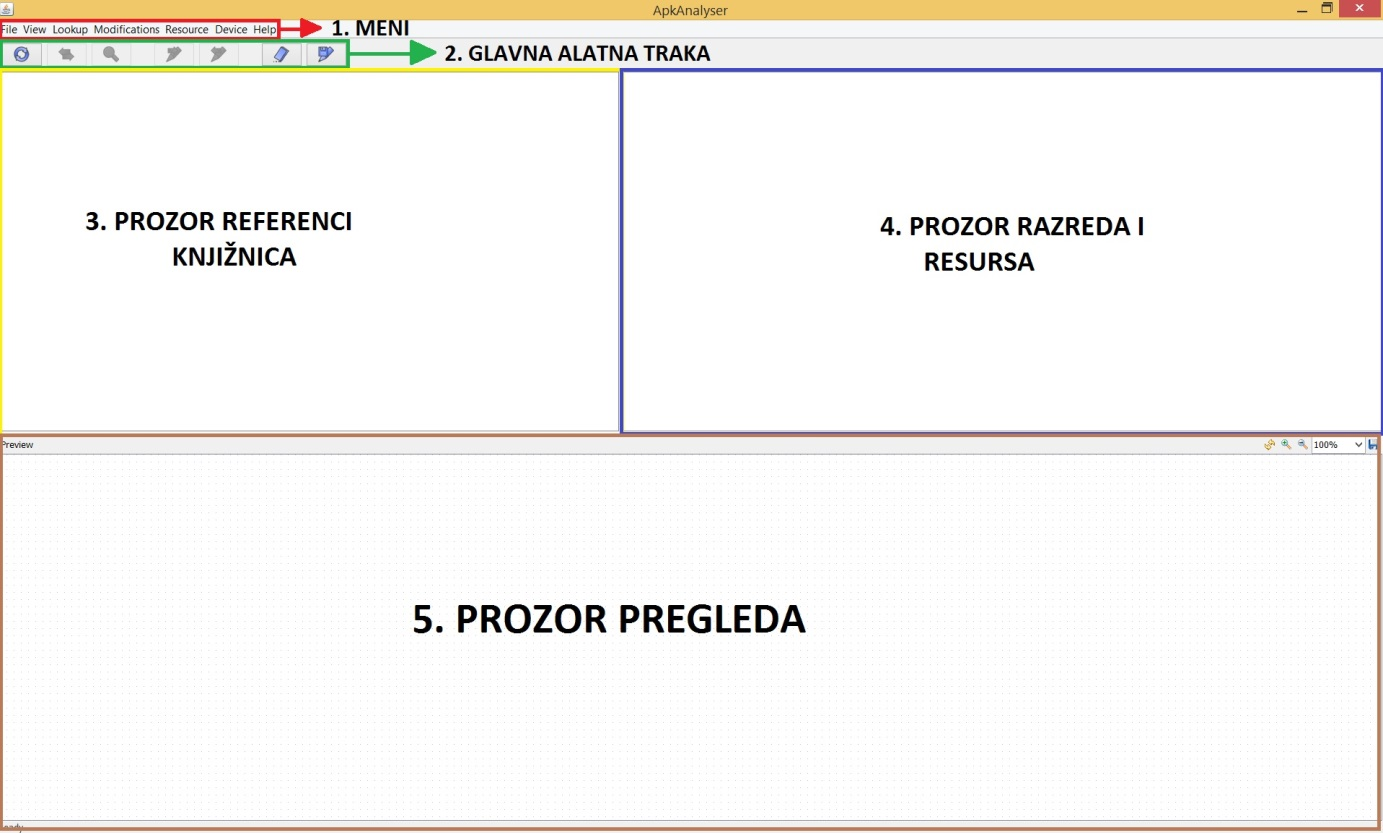 ApkAnalyser
File View Lookup Modifications Resource Device Help
1. MENI
2. GLAVNA ALATNA TRAKA
3. PROZOR REFERENCI
KNJIŽNICA
4. PROZOR RAZREDA I
RESURSA
Preview
100%
5. PROZOR PREGLEDA